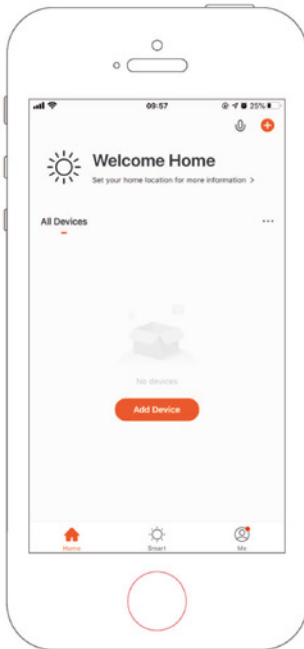 09:57
25%
Welcome Home
Set your home location for more information >
All Devices
...
No devices
Add Device
Home
Smart
Me